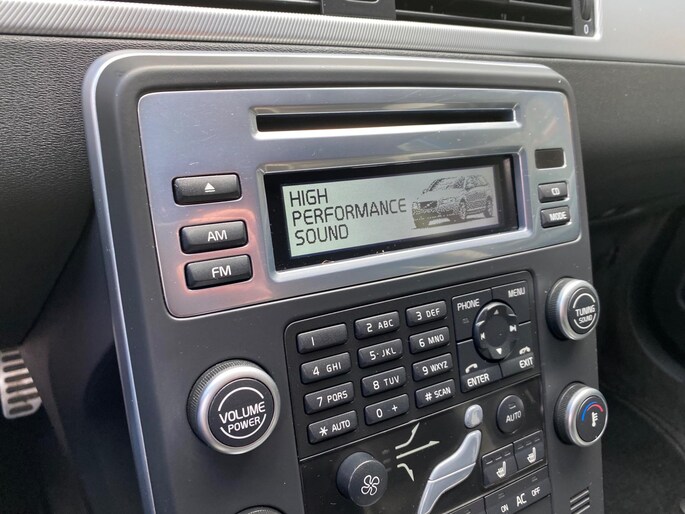 0
HIGH
PERFORMANCE
SOUND
CD
MODE
AM
FM
PHONE
MENU
1
2 ABC
3 DEF
4 GHI
5 JKL
6 MNO
7 PQRS
8 TUV
9 WXYZ
* AUTO
0 +
# SCAN
ENTER
EXIT
TUNING
SOUND
VOLUME
POWER
AUTO
ON
AC
OFF